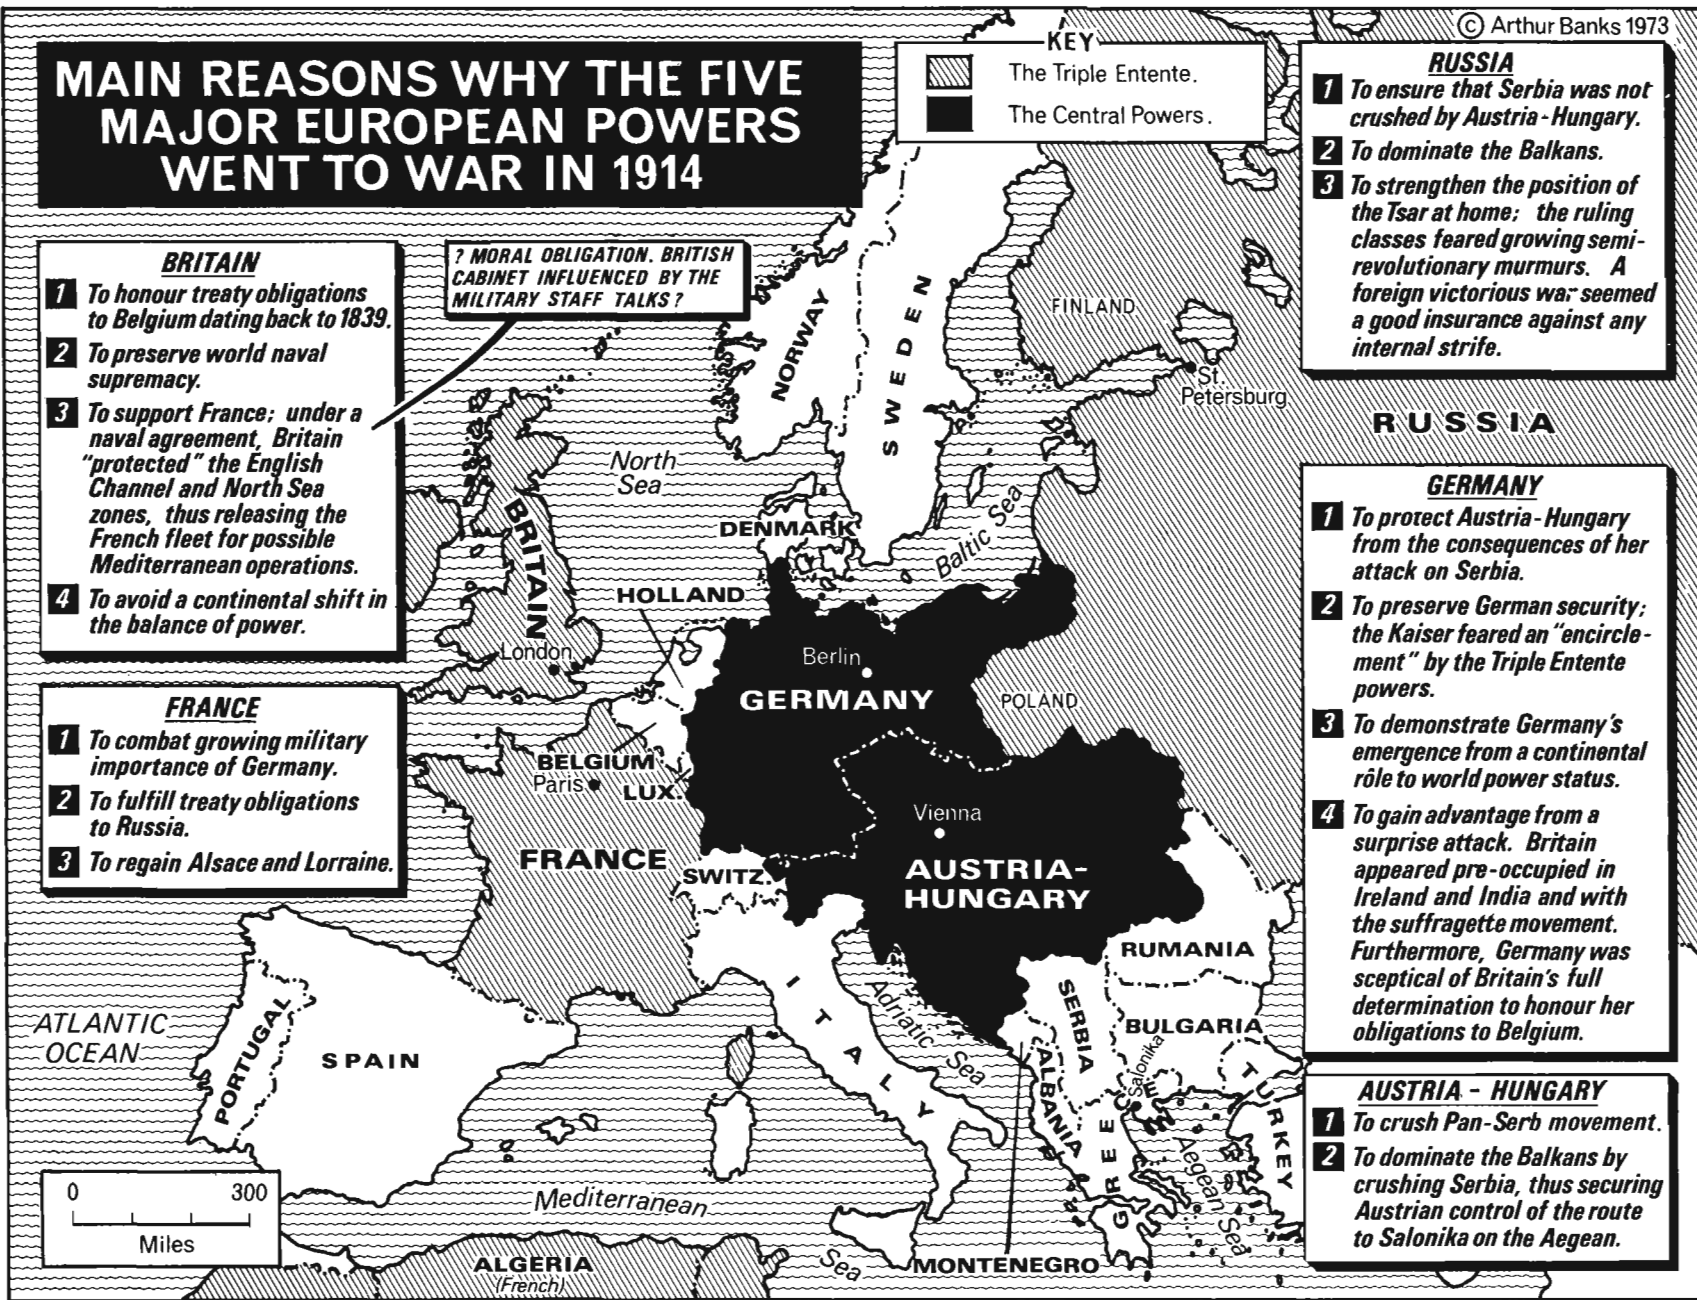 © Arthur Banks 1973
MAIN REASONS WHY THE FIVE
MAJOR EUROPEAN POWERS
WENT TO WAR IN 1914
KEY
The Triple Entente.
The Central Powers.
BRITAIN
1 To honour treaty obligations
to Belgium dating back to 1839.
2 To preserve world naval
supremacy.
3 To support France; under a
naval agreement, Britain
"protected" the English
Channel and North Sea
zones, thus releasing the
French fleet for possible
Mediterranean operations.
4 To avoid a continental shift in
the balance of power.
? MORAL OBLIGATION. BRITISH
CABINET INFLUENCED BY THE
MILITARY STAFF TALKS?
FRANCE
1 To combat growing military
importance of Germany.
2 To fulfill treaty obligations
to Russia.
3 To regain Alsace and Lorraine.
RUSSIA
1 To ensure that Serbia was not
crushed by Austria-Hungary.
2 To dominate the Balkans.
3 To strengthen the position of
the Tsar at home; the ruling
classes feared growing semi-
revolutionary murmurs. A
foreign victorious war seemed
a good insurance against any
internal strife.
GERMANY
1 To protect Austria-Hungary
from the consequences of her
attack on Serbia.
2 To preserve German security;
the Kaiser feared an "encircle-
ment" by the Triple Entente
powers.
3 To demonstrate Germany's
emergence from a continental
rôle to world power status.
4 To gain advantage from a
surprise attack. Britain
appeared pre-occupied in
Ireland and India and with
the suffragette movement.
Furthermore, Germany was
sceptical of Britain's full
determination to honour her
obligations to Belgium.
AUSTRIA - HUNGARY
1 To crush Pan-Serb movement.
2 To dominate the Balkans by
crushing Serbia, thus securing
Austrian control of the route
to Salonika on the Aegean.
NORWAY
SWEDEN
FINLAND
St.
Petersburg
RUSSIA
North
Sea
DENMARK
Baltic Sea
BRITAIN
London
HOLLAND
Berlin
GERMANY
POLAND
BELGIUM
Paris
LUX.
Vienna
FRANCE
SWITZ.
AUSTRIA-
HUNGARY
RUMANIA
ITALY
Adriatic Sea
SERBIA
BULGARIA
ATLANTIC
OCEAN
PORTUGAL
SPAIN
ALBANIA
Salonika
TURKEY
GREECE
Aegean Sea
Mediterranean
Sea
MONTENEGRO
ALGERIA
(French)
0 300
Miles